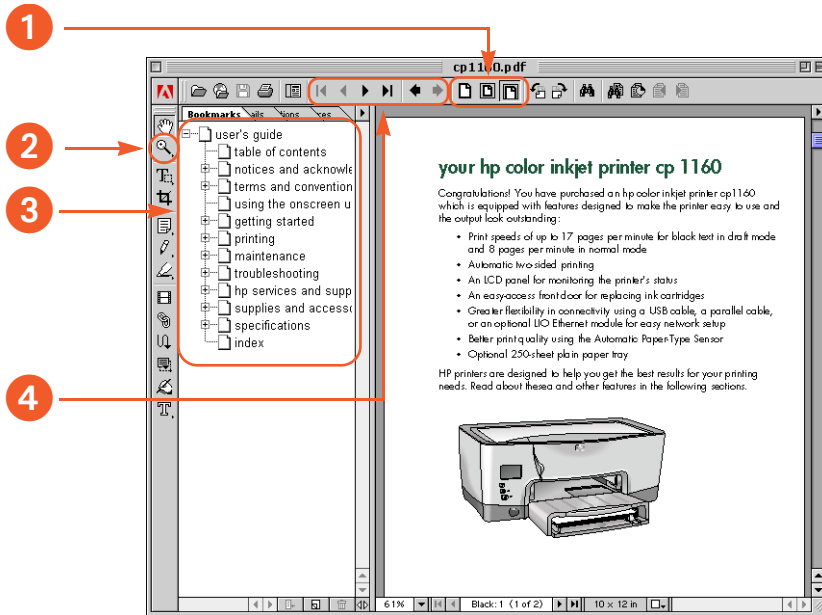 1
cp1160.pdf
2
3
4
Bookmarks ails tions ces
user's guide
table of contents
notices and acknowle
terms and convention
using the onscreen u
getting started
printing
maintenance
troubleshooting
hp services and supp
supplies and accesso
specifications
index
your hp color inkjet printer cp 1160
Congratulations! You have purchased an hp color inkjet printer cp1160
which is equipped with features designed to make the printer easy to use and
the output look outstanding:
• Print speeds of up to 17 pages per minute for black text in draft mode
and 8 pages per minute in normal mode
• Automatic two-sided printing
• An LCD panel for monitoring the printer's status
• An easy-access front door for replacing ink cartridges
• Greater flexibility in connectivity using a USB cable, a parallel cable,
or an optional LIO Ethernet module for easy network setup
• Better print quality using the Automatic Paper-Type Sensor
• Optional 250-sheet plain paper tray
HP printers are designed to help you get the best results for your printing
needs. Read about thesea and other features in the following sections.
61% Black: 1 (1 of 2) 10 x 12 in